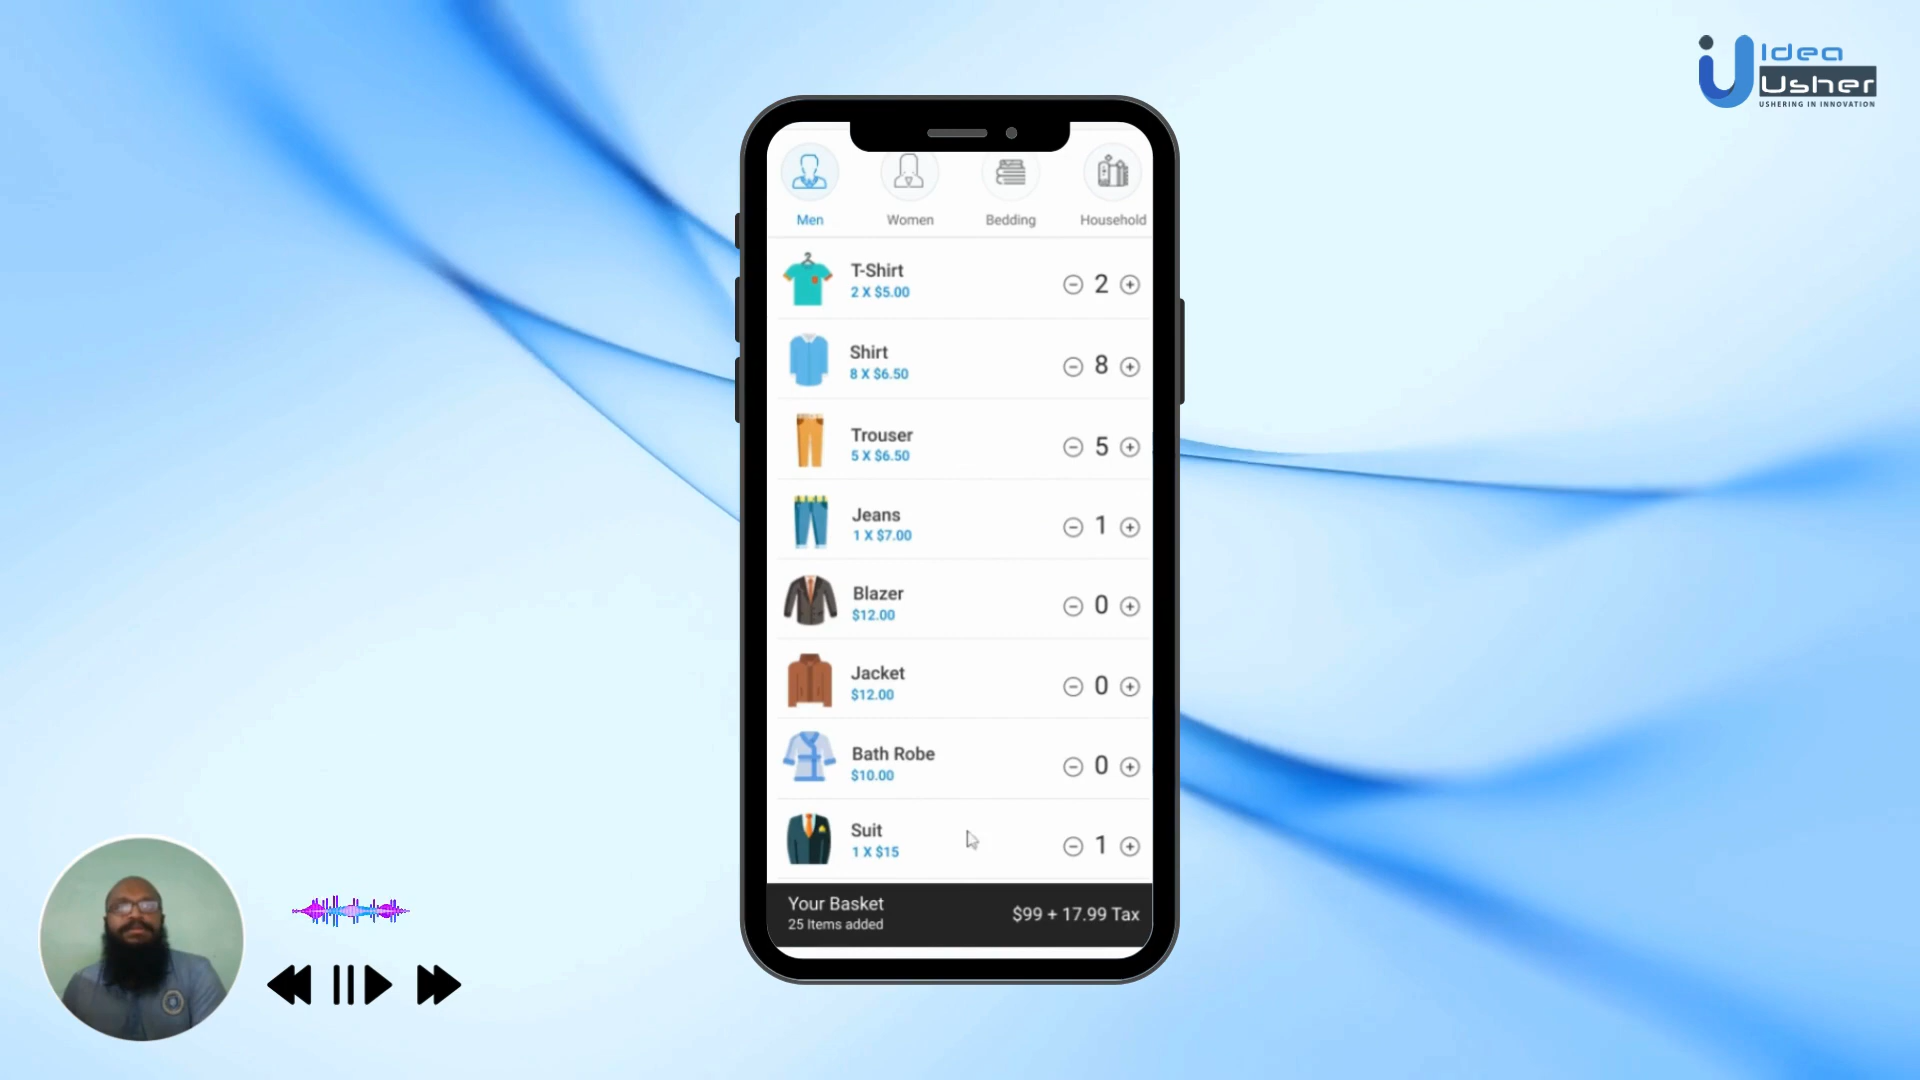 Idea
Usher
USHERING IN INNOVATION
Men
Women
Bedding
Household
T-Shirt
2 X $5.00
2
Shirt
8 X $6.50
8
Trouser
5 X $6.50
5
Jeans
1 X $7.00
1
Blazer
$12.00
0
Jacket
$12.00
0
Bath Robe
$10.00
0
Suit
1 X $15
1
Your Basket
25 Items added
$99 + 17.99 Tax